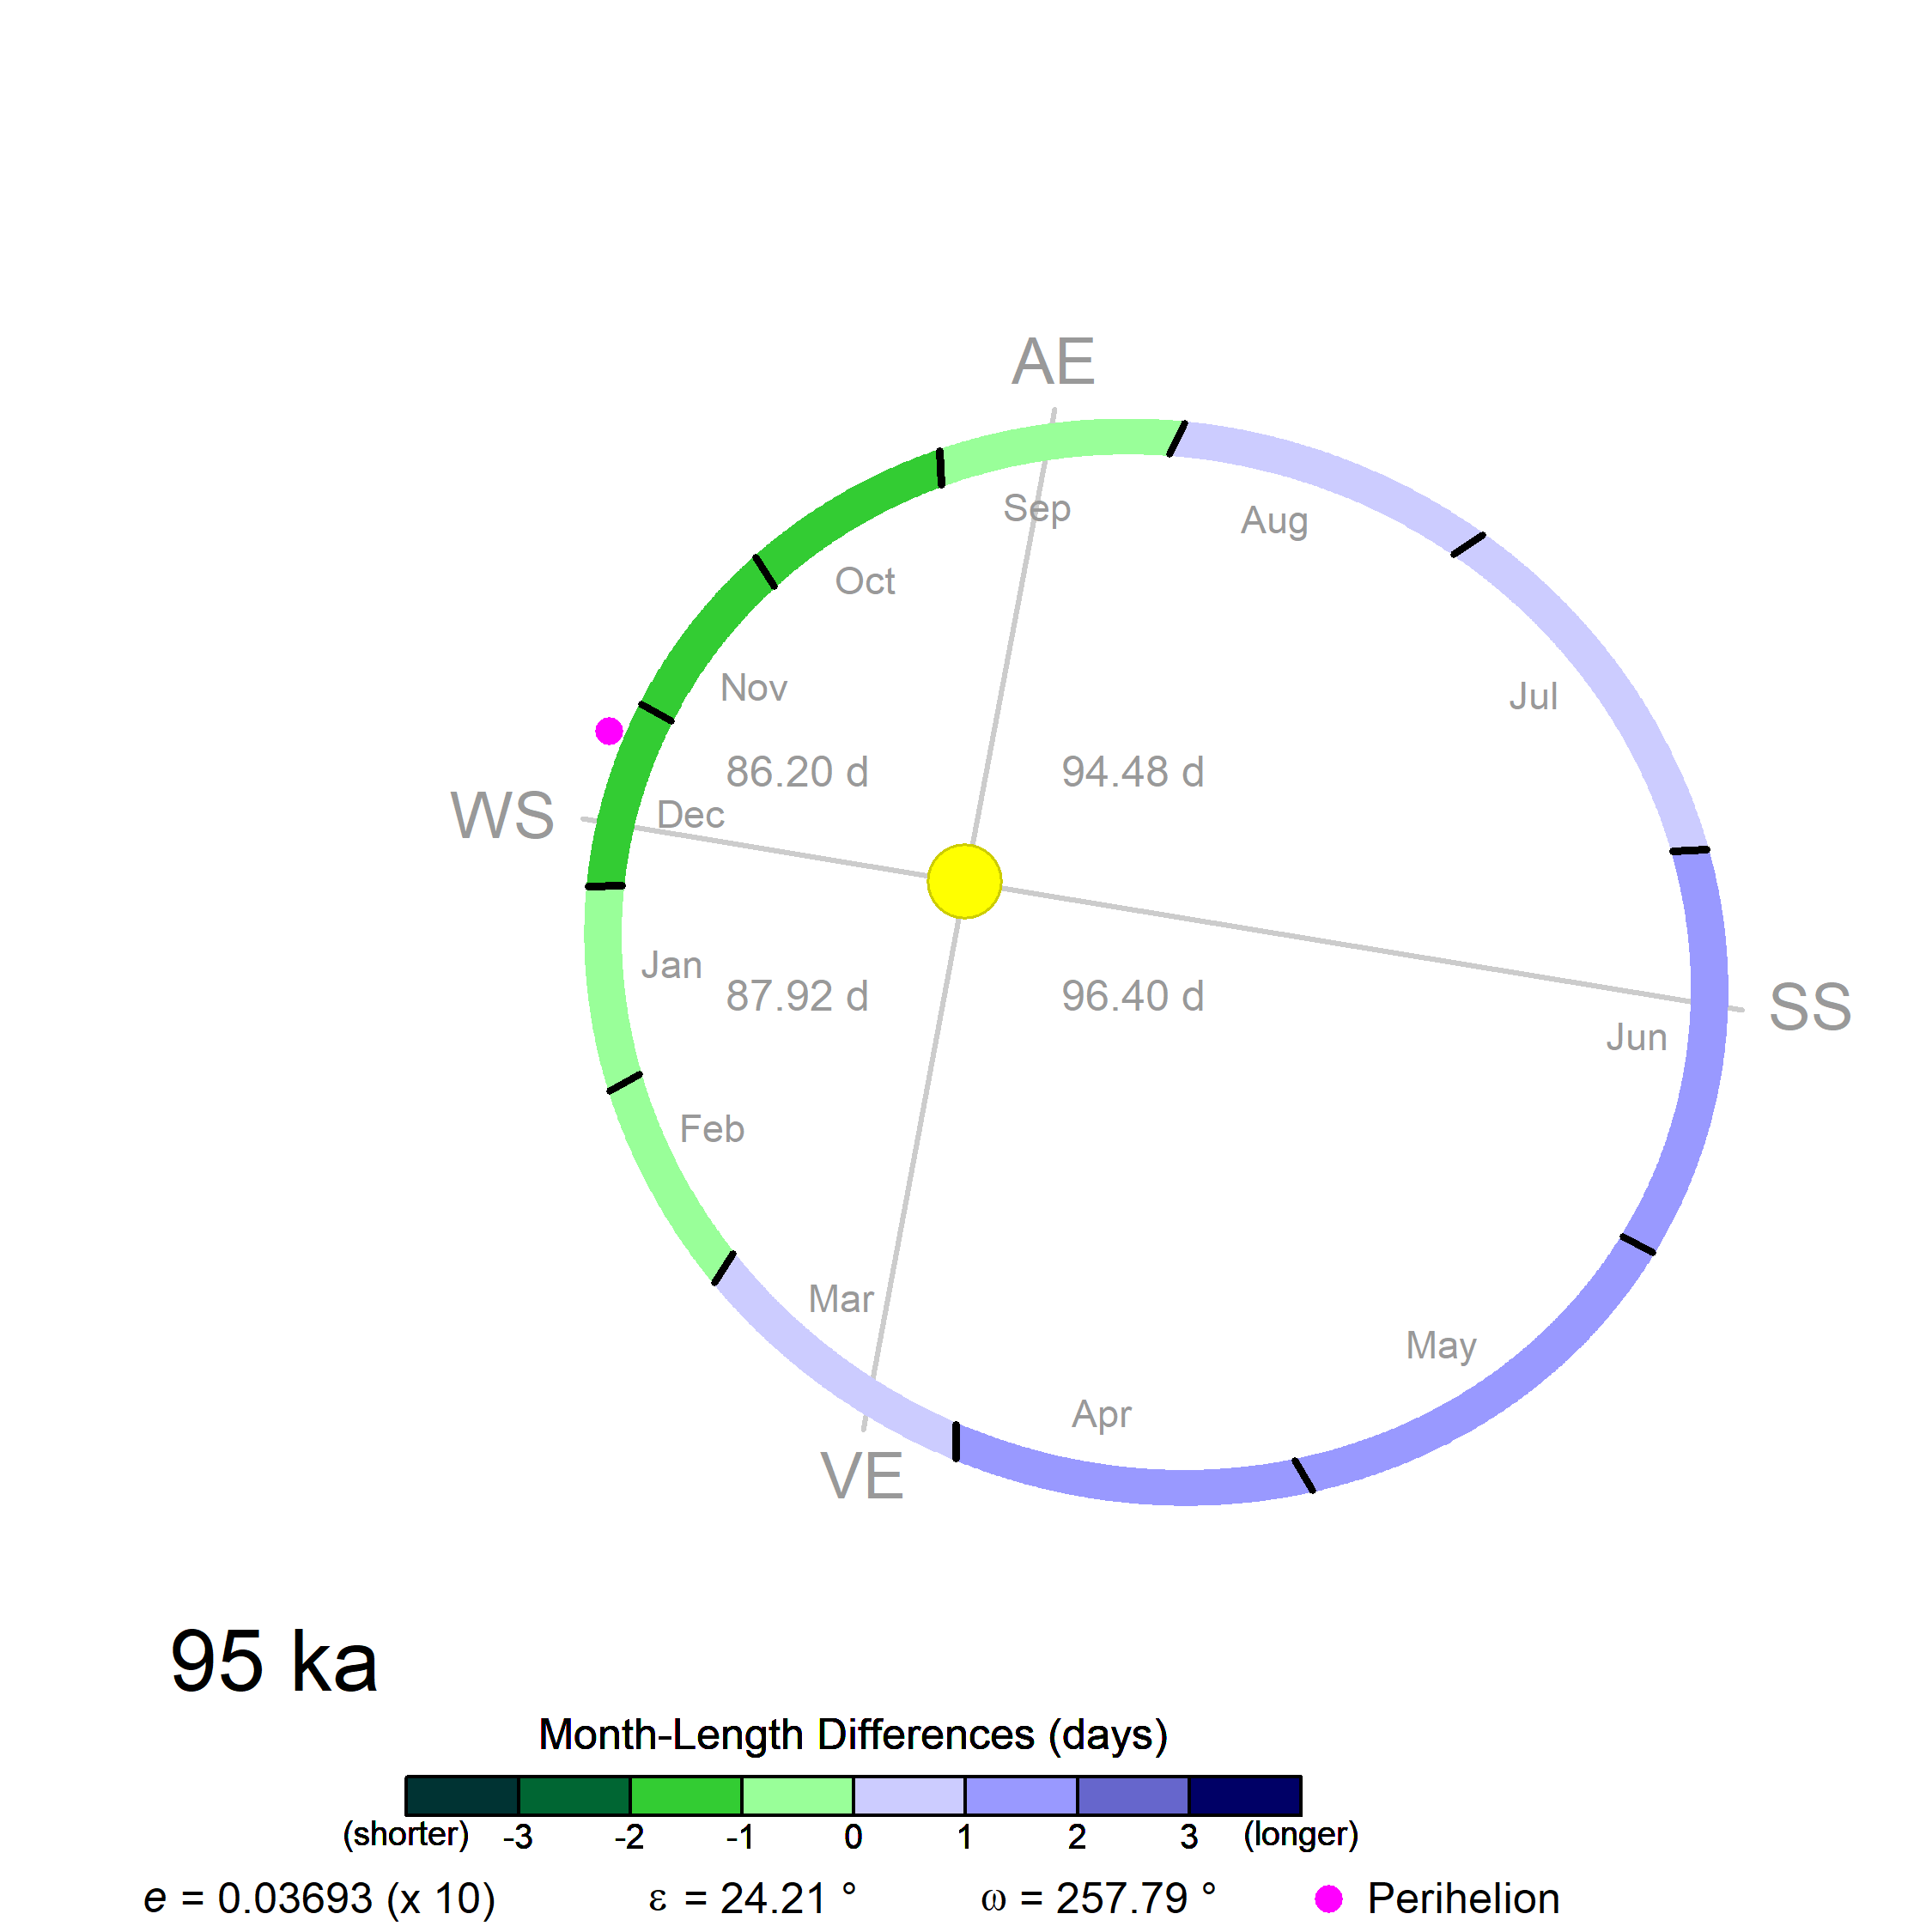 AE
Sep
Aug
Oct
Nov
Jul
86.20 d
94.48 d
WS
Dec
Jan
87.92 d
96.40 d
SS
Jun
Feb
Mar
May
Apr
VE
95 ka
Month-Length Differences (days)
(shorter) -3 -2 -1 0 1 2 3 (longer)
e = 0.03693 (x 10) ε = 24.21 ° ω = 257.79 ° Perihelion